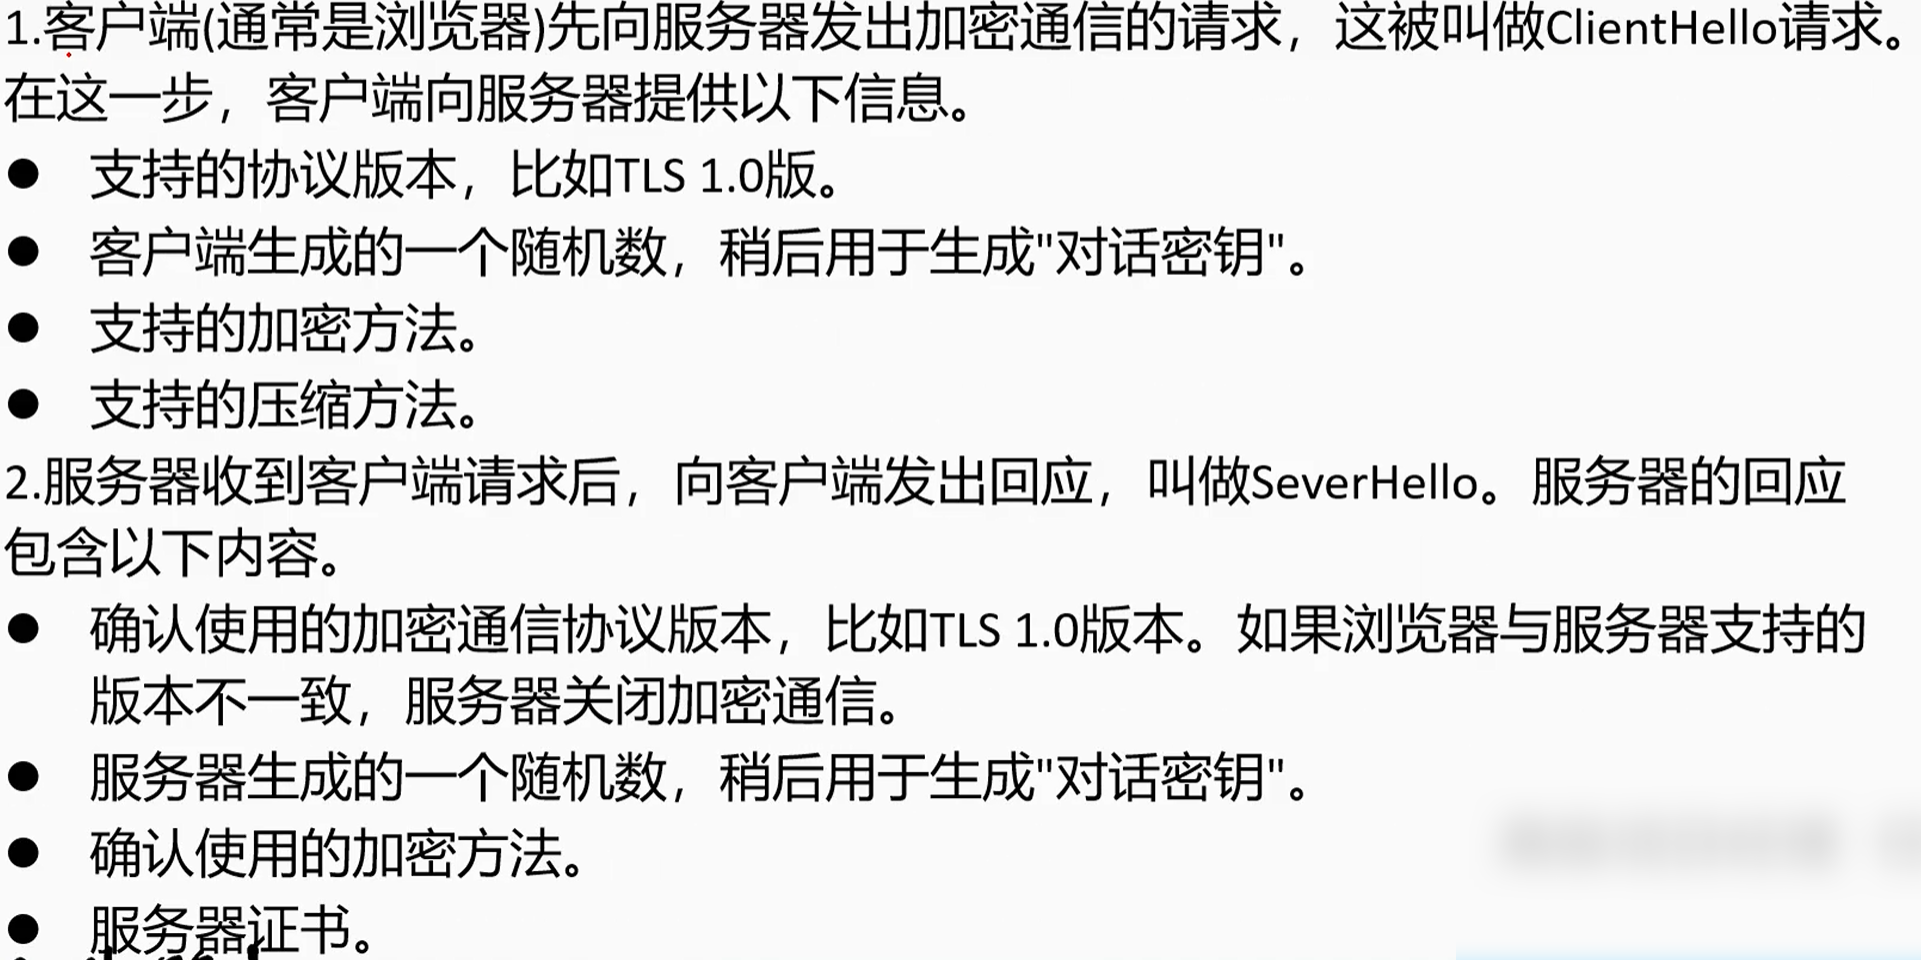 1.客户端(通常是浏览器)先向服务器发出加密通信的请求，这被叫做ClientHello请求。
在这一步，客户端向服务器提供以下信息。
● 支持的协议版本，比如TLS 1.0版。
● 客户端生成的一个随机数，稍后用于生成"对话密钥"。
● 支持的加密方法。
● 支持的压缩方法。
2.服务器收到客户端请求后，向客户端发出回应，叫做SeverHello。服务器的回应
包含以下内容。
● 确认使用的加密通信协议版本，比如TLS 1.0版本。如果浏览器与服务器支持的
版本不一致，服务器关闭加密通信。
● 服务器生成的一个随机数，稍后用于生成"对话密钥"。
● 确认使用的加密方法。
● 服务器证书。